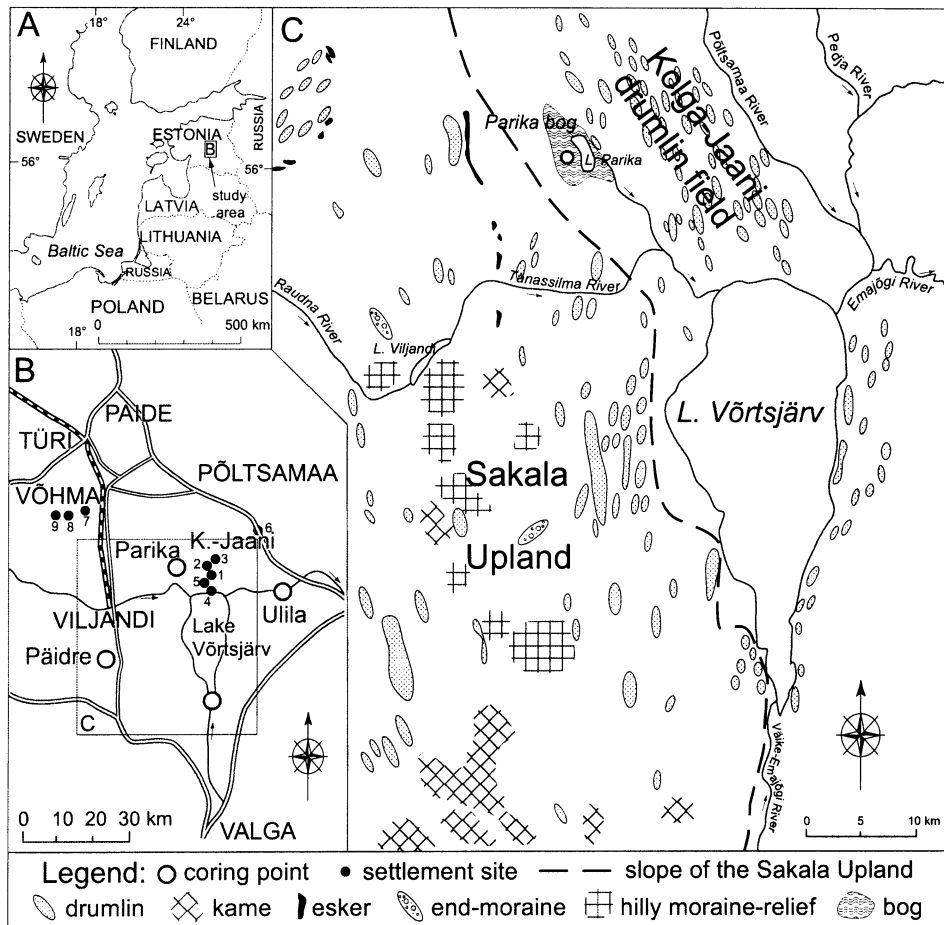 A
18°
24°
FINLAND
SWEDEN
RUSSIA
ESTONIA
B
56°
56°
study
area
LATVIA
LITHUANIA
Baltic Sea
RUSSIA
POLAND
BELARUS
18°
0
500 km
B
PAIDE
TÜRI
PÕLTSAMAA
VÕHMA
9
8
7
6
K.-Jaani
Parika
2
3
1
5
4
VILJANDI
Ulila
Lake
Võrtsjärv
Päidre
C
0
10
20
30 km
VALGA
C
Põltsamaa River
Pedja River
Kolga-Jaani
drumlin field
Parika bog
L. Parika
Tänassilma River
Raudna River
Emajõgi River
L. Viljandi
L. Võrtsjärv
Sakala
Upland
Väike-Emajõgi River
0
5
10 km
Legend: coring point settlement site slope of the Sakala Upland
drumlin kame esker end-moraine hilly moraine-relief bog